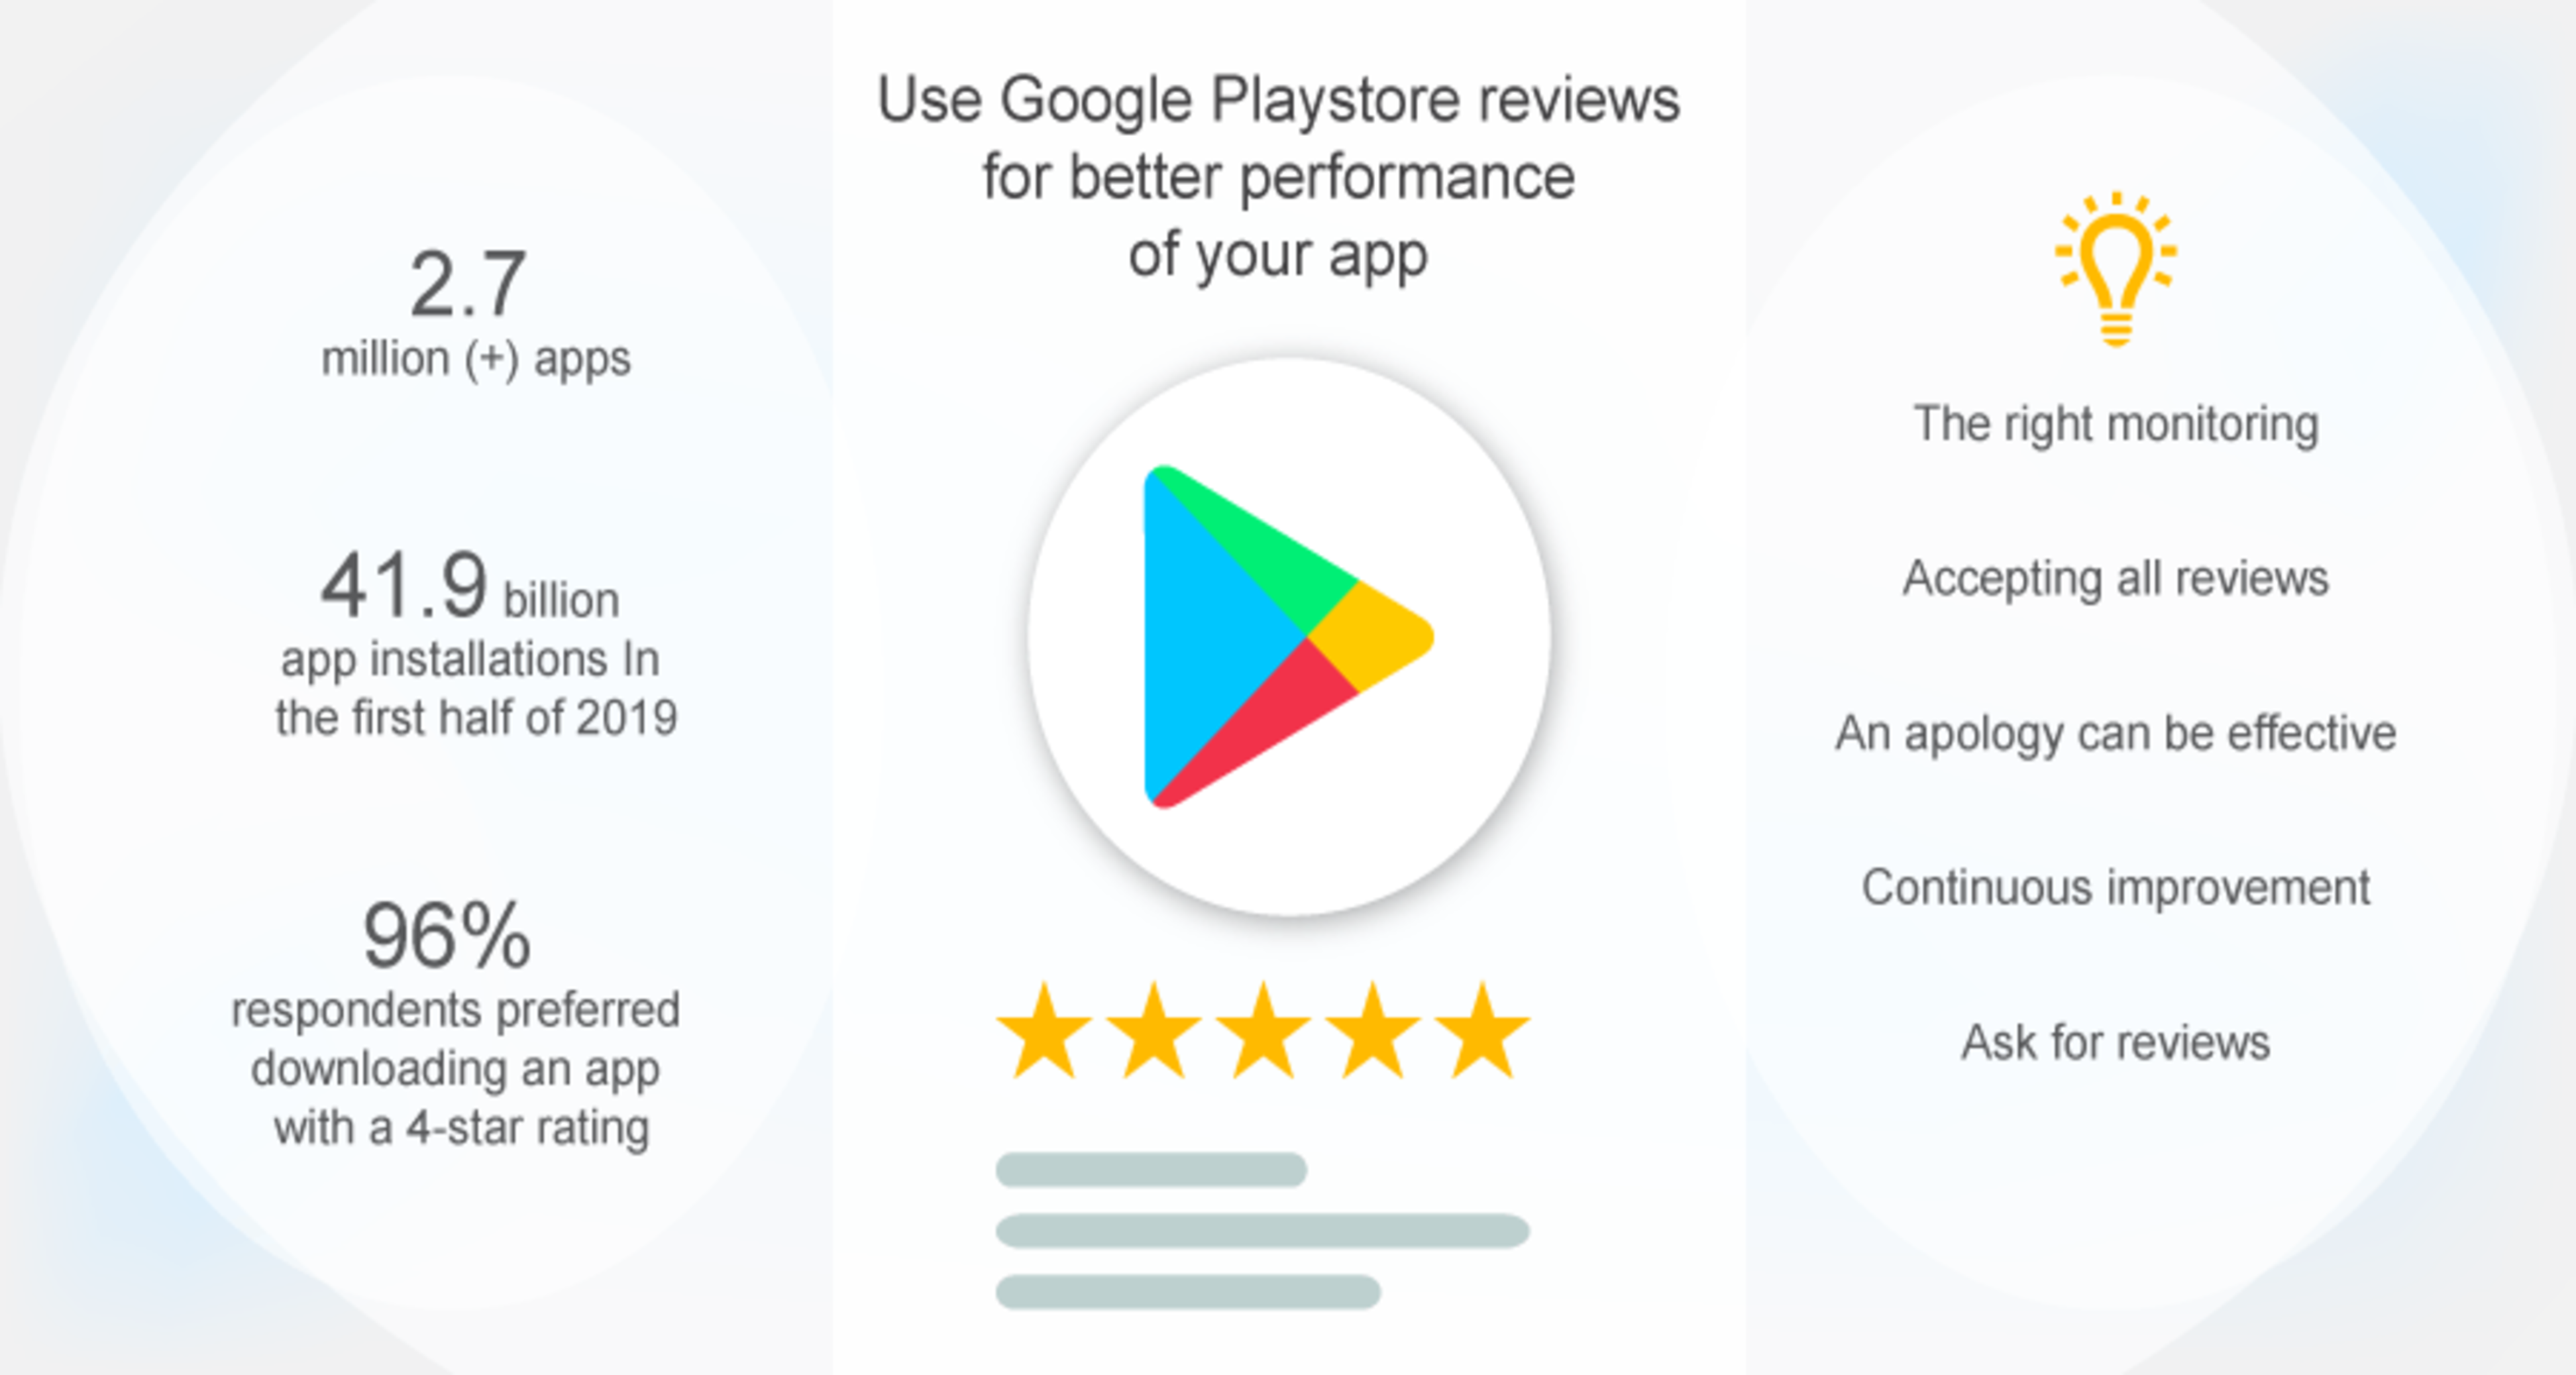 2.7
million (+) apps
41.9 billion
app installations In
the first half of 2019
96%
respondents preferred
downloading an app
with a 4-star rating
Use Google Playstore reviews
for better performance
of your app
The right monitoring
Accepting all reviews
An apology can be effective
Continuous improvement
Ask for reviews